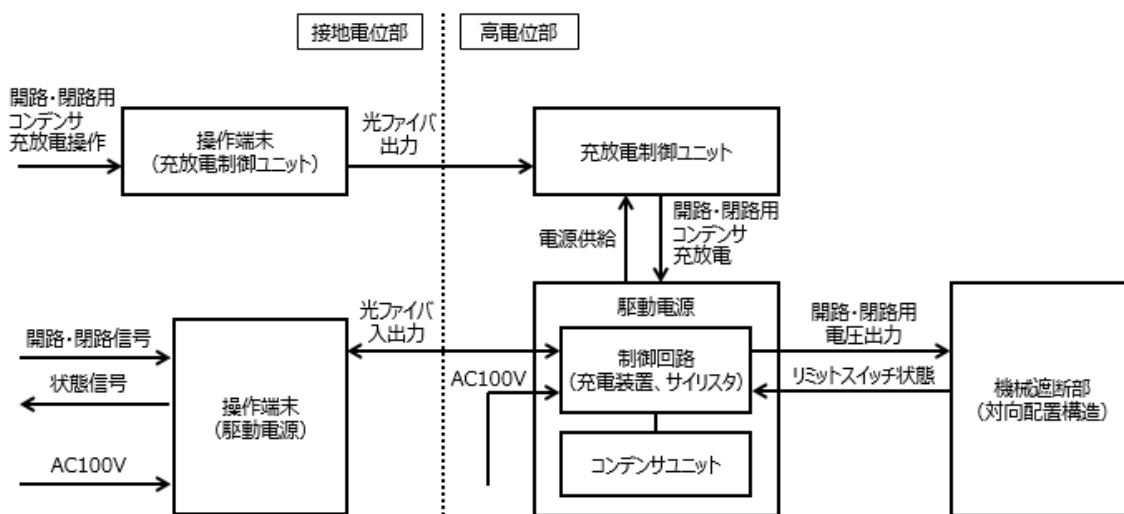 接地電位部
高電位部
開路・閉路用
コンデンサ
充放電操作
操作端末
（充放電制御ユニット）
光ファイバ
出力
充放電制御ユニット
電源供給
開路・閉路用
コンデンサ
充放電
開路・閉路信号
状態信号
AC100V
操作端末
（駆動電源）
光ファイバ
入出力
AC100V
駆動電源
制御回路
（充電装置、サイリスタ）
コンデンサユニット
開路・閉路用
電圧出力
リミットスイッチ状態
機械遮断部
（対向配置構造）